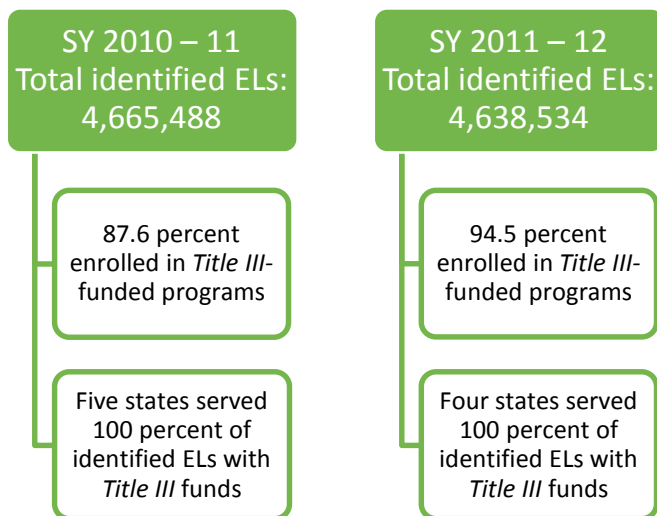 SY 2010 – 11
Total identified ELs:
4,665,488
87.6 percent
enrolled in Title III-
funded programs
Five states served
100 percent of
identified ELs with
Title III funds
SY 2011 – 12
Total identified ELs:
4,638,534
94.5 percent
enrolled in Title III-
funded programs
Four states served
100 percent of
identified ELs with
Title III funds